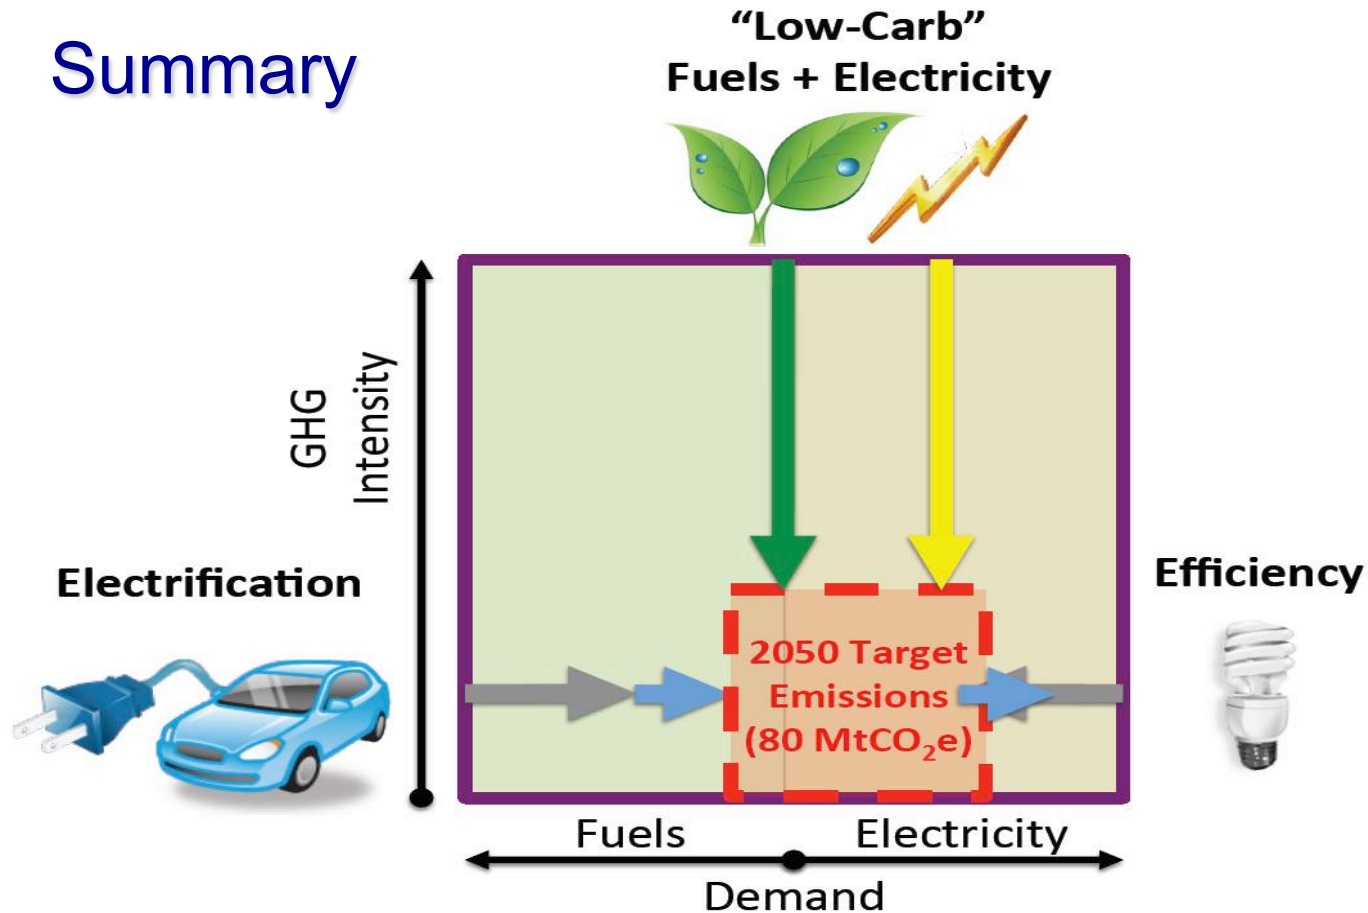 Summary
“Low-Carb”
Fuels + Electricity
GHG
Intensity
Electrification
Efficiency
2050 Target
Emissions
(80 MtCO₂e)
Fuels
Electricity
Demand